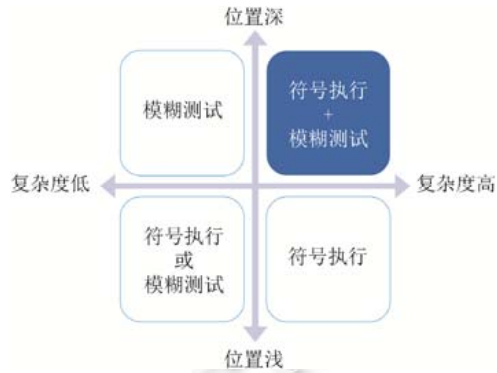 位置深
模糊测试
符号执行
+
模糊测试
复杂度低
复杂度高
符号执行
或
模糊测试
符号执行
位置浅